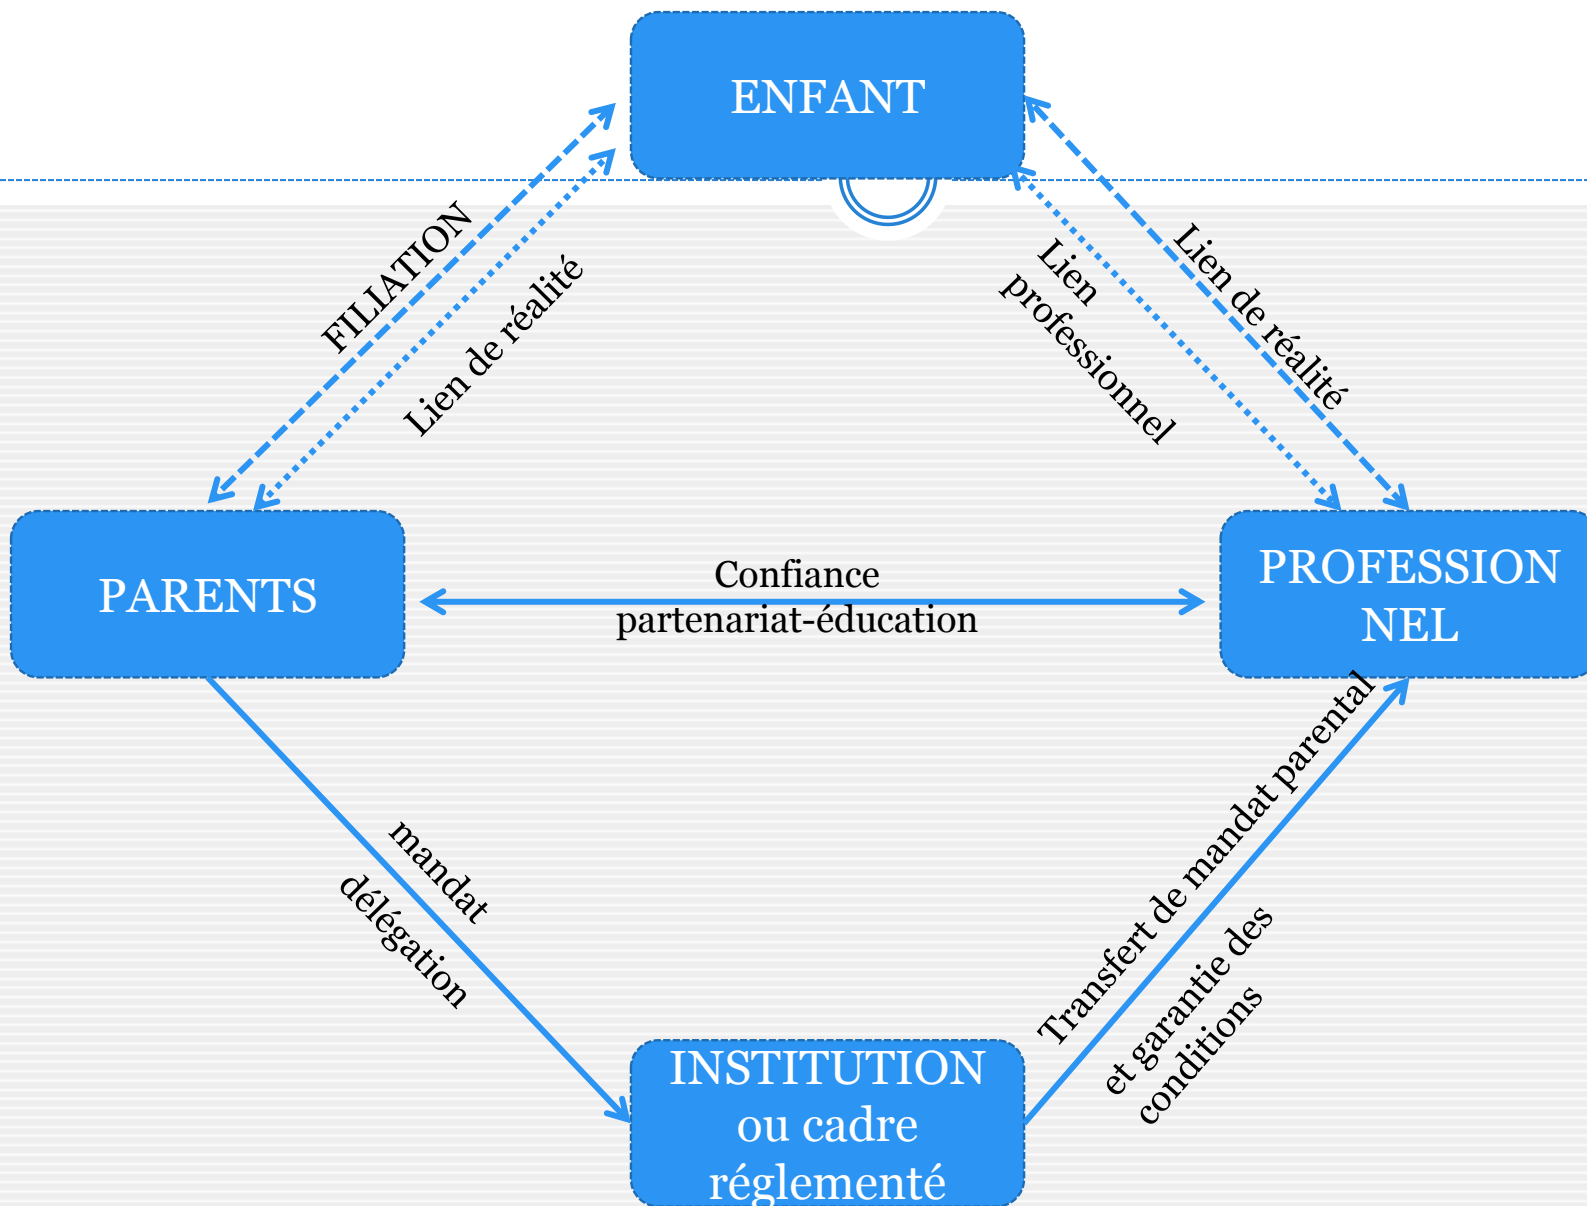 ENFANT
FILIATION
Lien de réalité
Lien
professionnel
Lien de réalité
PARENTS
Confiance
partenariat-éducation
PROFESSION
NEL
mandat
délégation
Transfert de mandat parental
et garantie des
conditions
INSTITUTION
ou cadre
réglementé